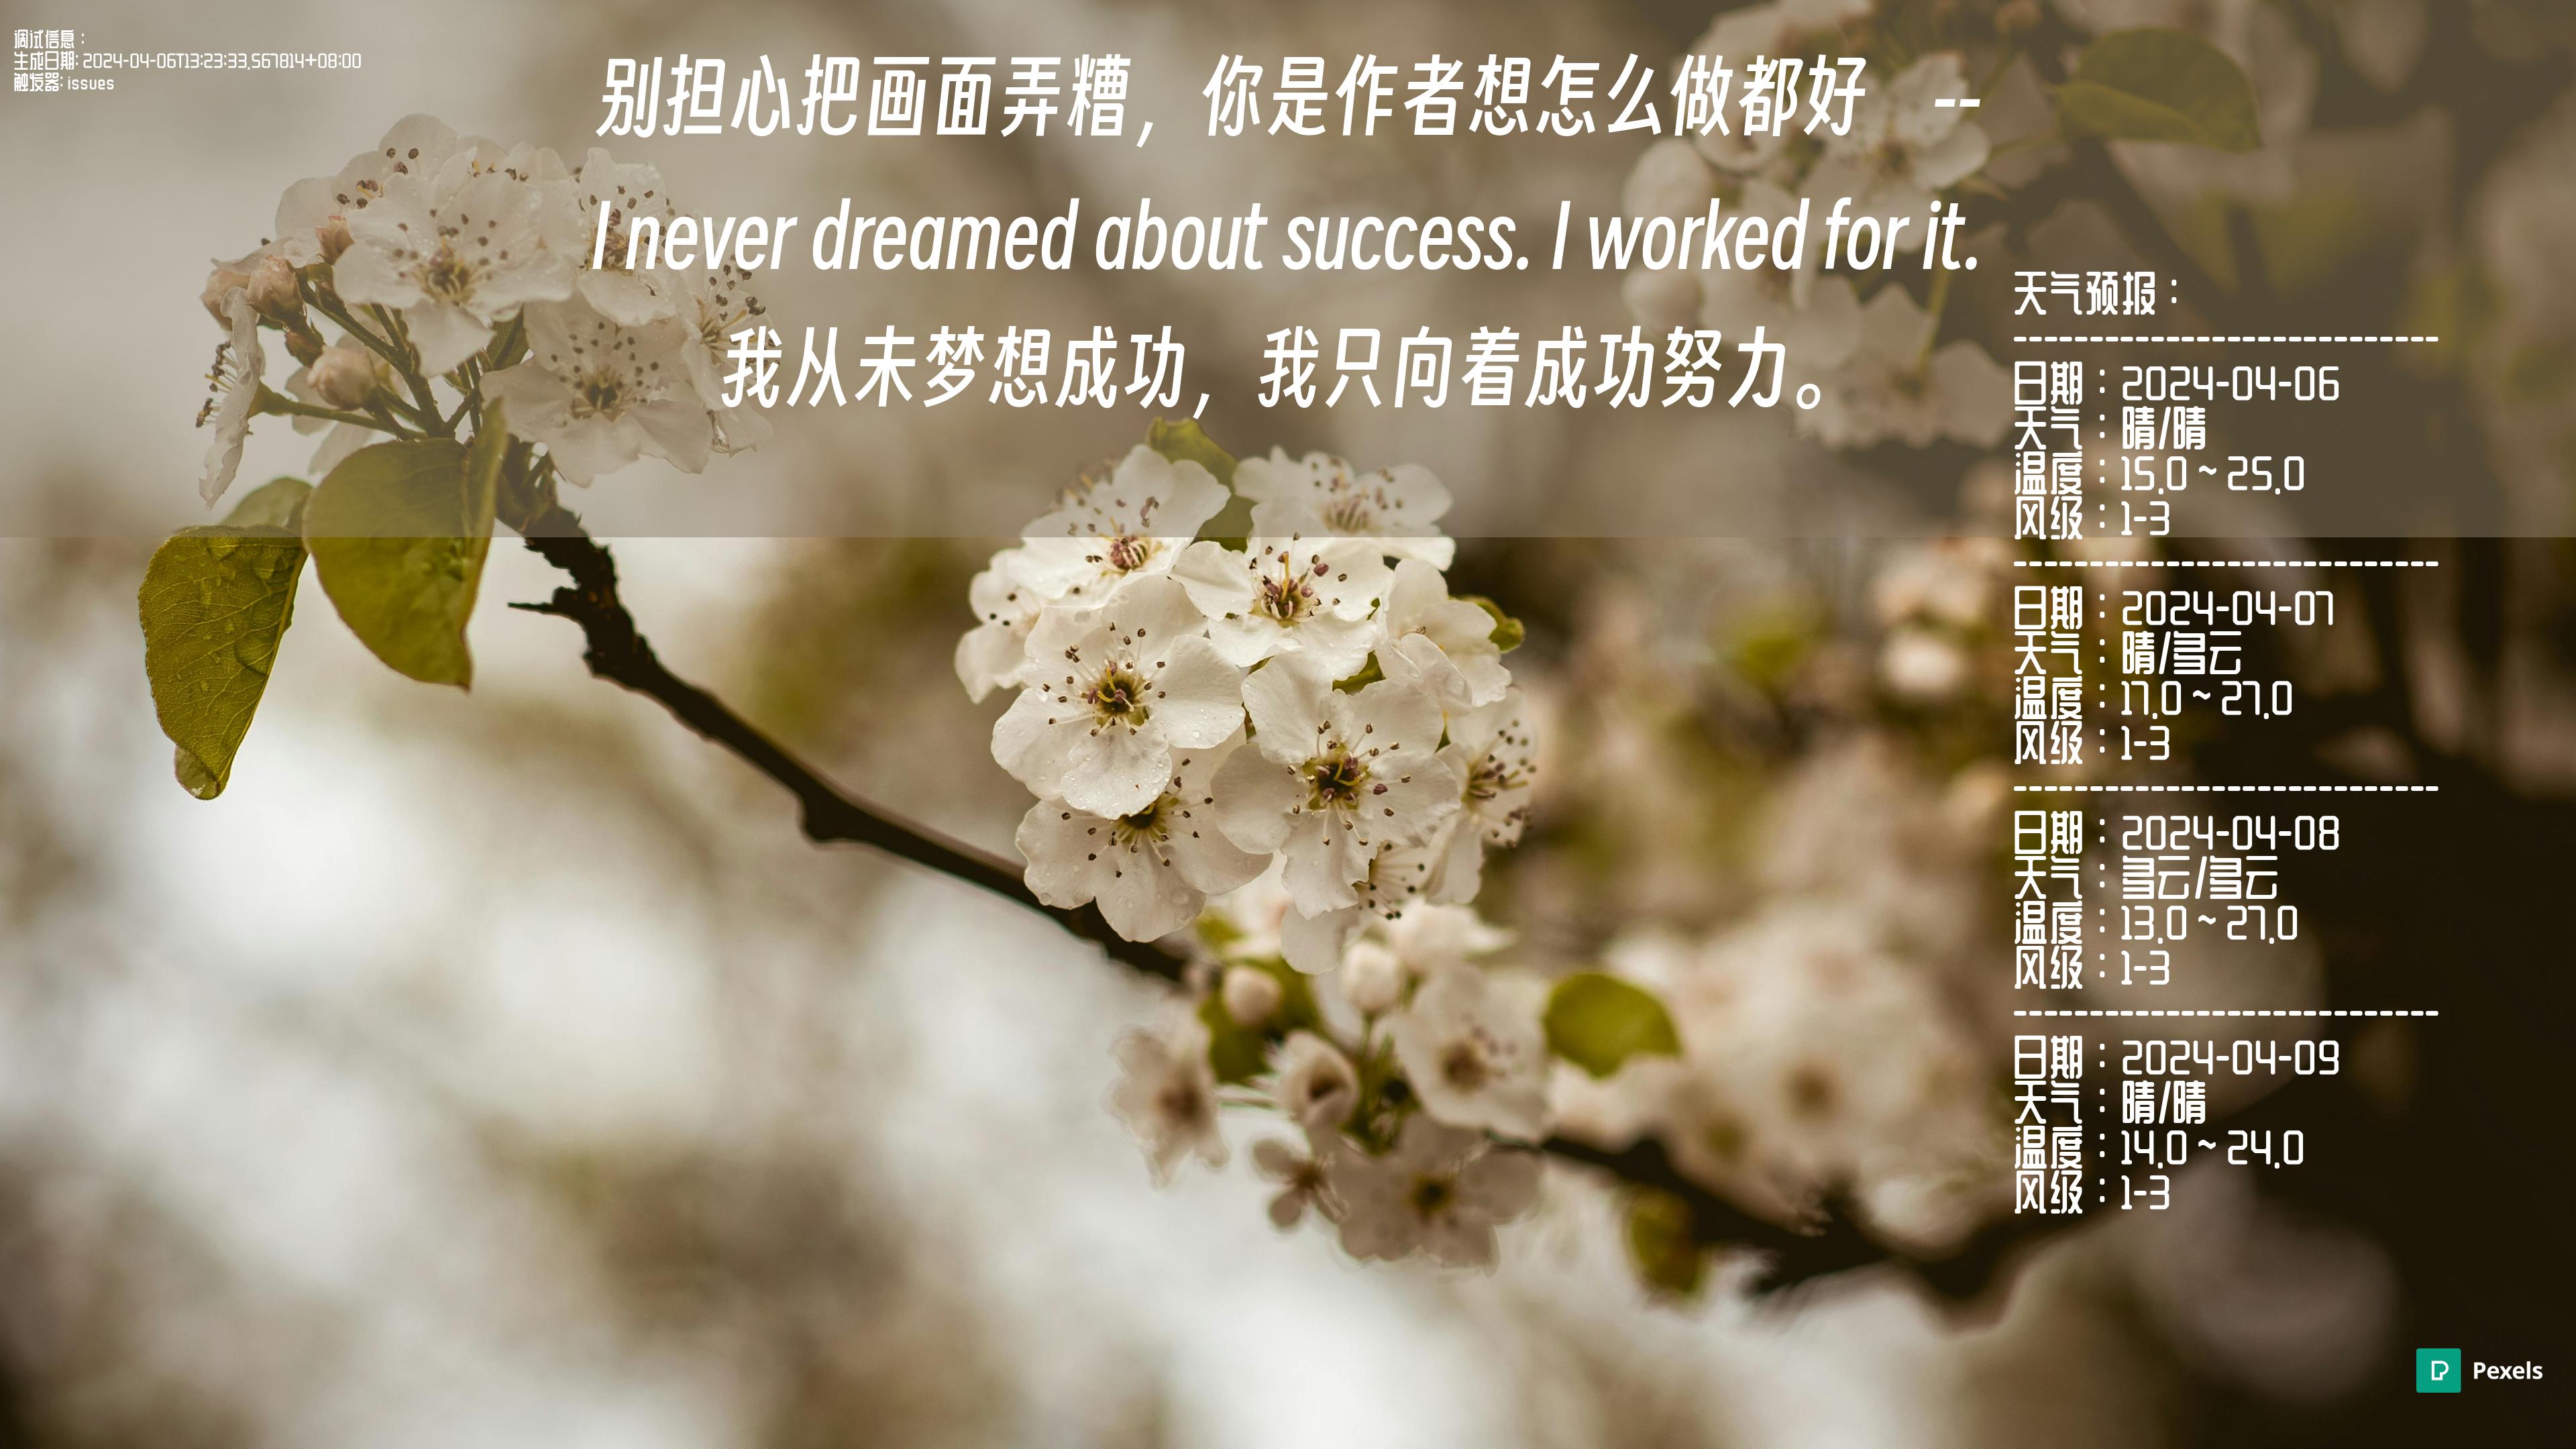 调试信息：
生成日期: 2024-04-06T13:23:33.567814+08:00
触发器: issues
别担心把画面弄糟，你是作者想怎么做都好　--
I never dreamed about success. I worked for it.
我从未梦想成功，我只向着成功努力。
天气预报：
----------------------------
日期：2024-04-06
天气：晴/晴
温度：15.0 ~ 25.0
风级：1-3
----------------------------
日期：2024-04-07
天气：晴/多云
温度：17.0 ~ 27.0
风级：1-3
----------------------------
日期：2024-04-08
天气：多云/多云
温度：13.0 ~ 27.0
风级：1-3
----------------------------
日期：2024-04-09
天气：晴/晴
温度：14.0 ~ 24.0
风级：1-3
Pexels